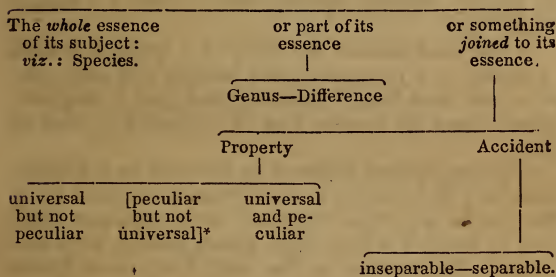 The whole essence of its subject: viz.: Species.
or part of its essence
or something joined to its essence.
Genus—Difference
Property
Accident
universal but not peculiar
[peculiar but not universal]*
universal and pe-culiar
inseparable—separable.